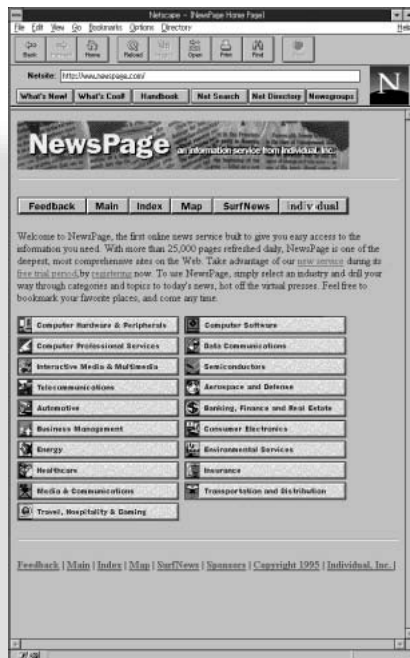 Netscape - [NewsPage Home Page]
File Edit View Go Bookmarks Options Directory Help
Back Home Reload Open Print Find
Netsite: http://www.newspage.com/
What's New! What's Cool! Handbook Net Search Net Directory Newsgroups
N
NewsPage an information service from Individual, Inc.
Feedback Main Index Map SurfNews individual
Welcome to NewsPage, the first online news service built to give you easy access to the
information you need. With more than 25,000 pages refreshed daily, NewsPage is one of the
deepest, most comprehensive sites on the Web. Take advantage of our new service during its
free trial period,by registering now. To use NewsPage, simply select an industry and drill your
way through categories and topics to today's news, hot off the virtual presses. Feel free to
bookmark your favorite places, and come any time.
Computer Hardware & Peripherals Computer Software
Computer Professional Services Data Communications
Interactive Media & Multimedia Semiconductors
Telecommunications Aerospace and Defense
Automotive Banking, Finance and Real Estate
Business Management Consumer Electronics
Energy Environmental Services
Healthcare Insurance
Media & Communications Transportation and Distribution
Travel, Hospitality & Gaming
Feedback | Main | Index | Map | SurfNews | Sponsors | Copyright 1995 | Individual, Inc. |